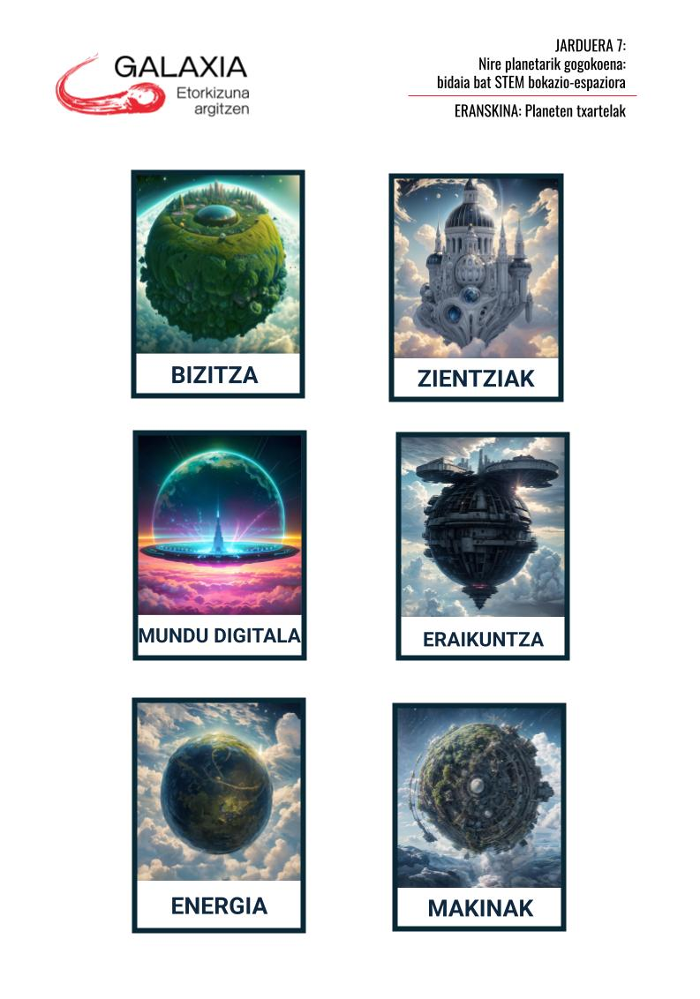 GALAXIA
Etorkizuna
argitzen
JARDUERA 7:
Nire planetarik gogokoena:
bidaia bat STEM bokazio-espaziora
ERANSKINA: Planeten txartelak
BIZITZA
ZIENTZIAK
MUNDU DIGITALA
ERAIKUNTZA
ENERGIA
MAKINAK